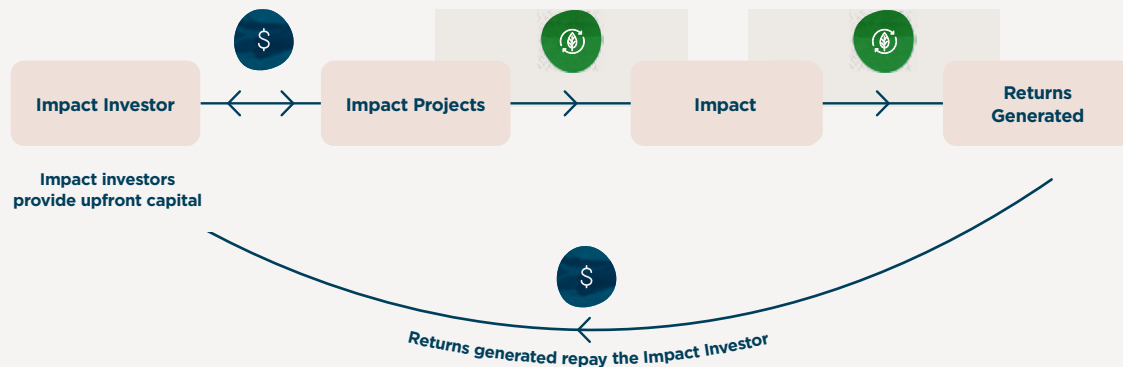 $
Impact Investor
Impact Projects
Impact
Returns
Generated
Impact investors
provide upfront capital
$
Returns generated repay the Impact Investor